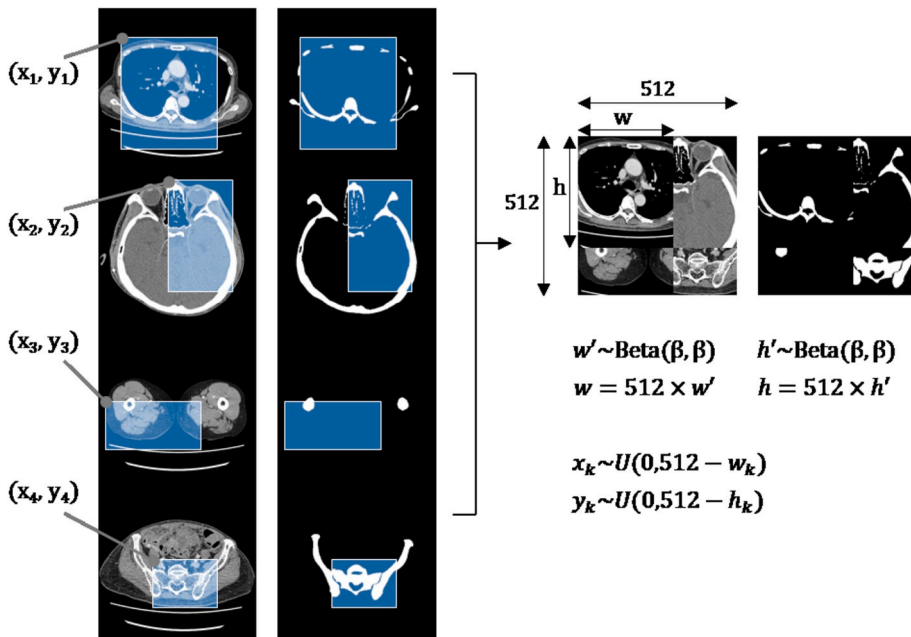 (x₁, y₁)
(x₂, y₂)
(x₃, y₃)
(x₄, y₄)
512
w
h
512
w′~Beta(β, β)
w = 512 × w′
h′~Beta(β, β)
h = 512 × h′
xₖ~U(0,512 − wₖ)
yₖ~U(0,512 − hₖ)